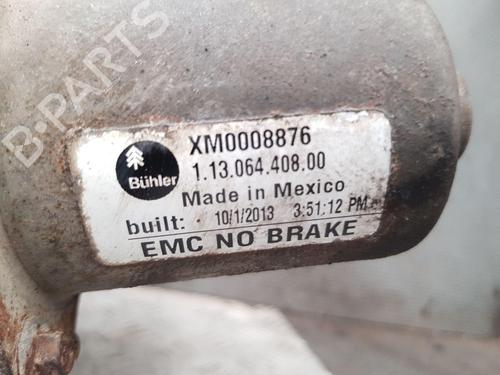 XM0008876
1.13.064.408.00
Bühler
Made in Mexico
built: 10/1/2013 3:51:12 PM
EMC NO BRAKE
B-PARTS